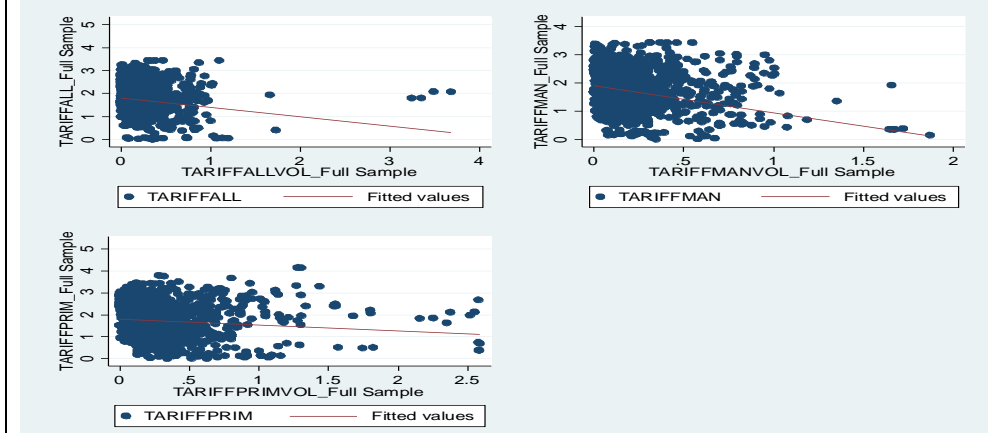 TARIFFALL_Full Sample
5
4
3
2
1
0
0 1 2 3 4
TARIFFALLVOL_Full Sample
TARIFFALL Fitted values
TARIFFMAN_Full Sample
4
3
2
1
0
0 .5 1 1.5 2
TARIFFMANVOL_Full Sample
TARIFFMAN Fitted values
TARIFFPRIM_Full Sample
5
4
3
2
1
0
0 .5 1 1.5 2 2.5
TARIFFPRIMVOL_Full Sample
TARIFFPRIM Fitted values